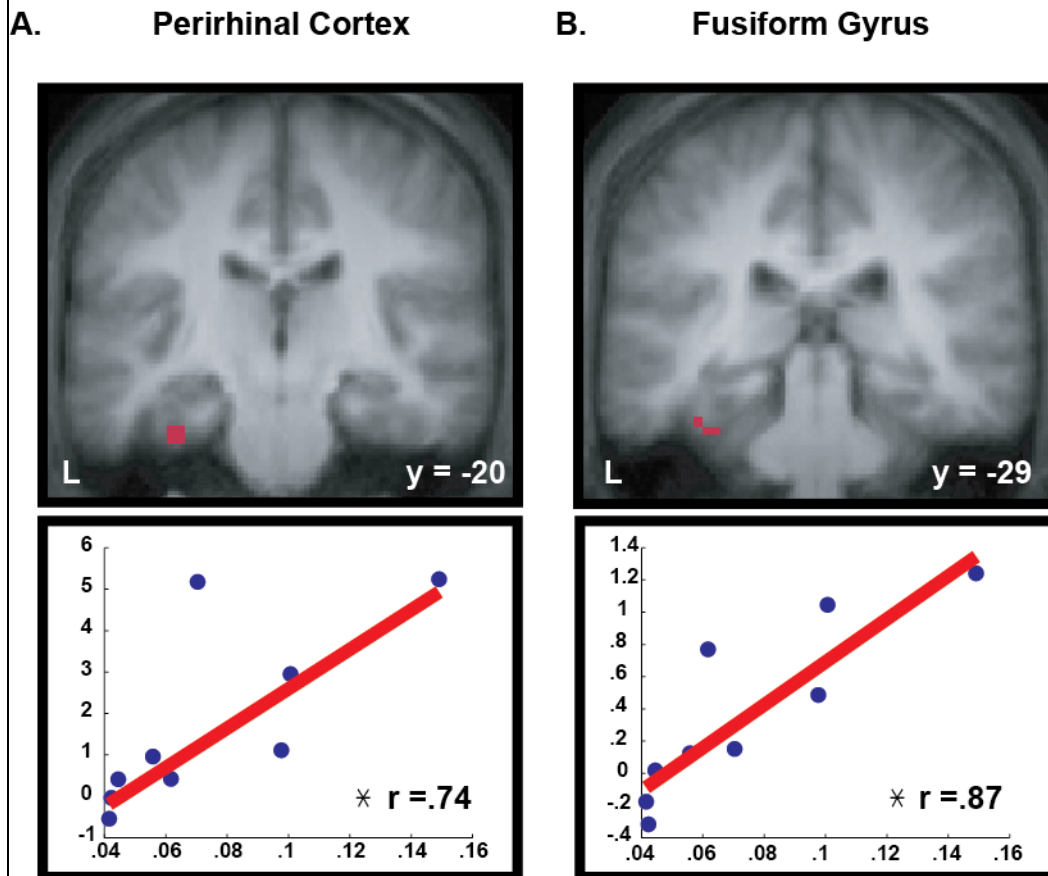 A. Perirhinal Cortex
B. Fusiform Gyrus
L y = -20
L y = -29
6
5
3
2
1
0
-1
.04 .06 .08 .1 .12 .14 .16
* r =.74
1.4
1.2
1
.8
.6
.4
.2
0
-.2
-.4
.04 .06 .08 .1 .12 .14 .16
* r =.87